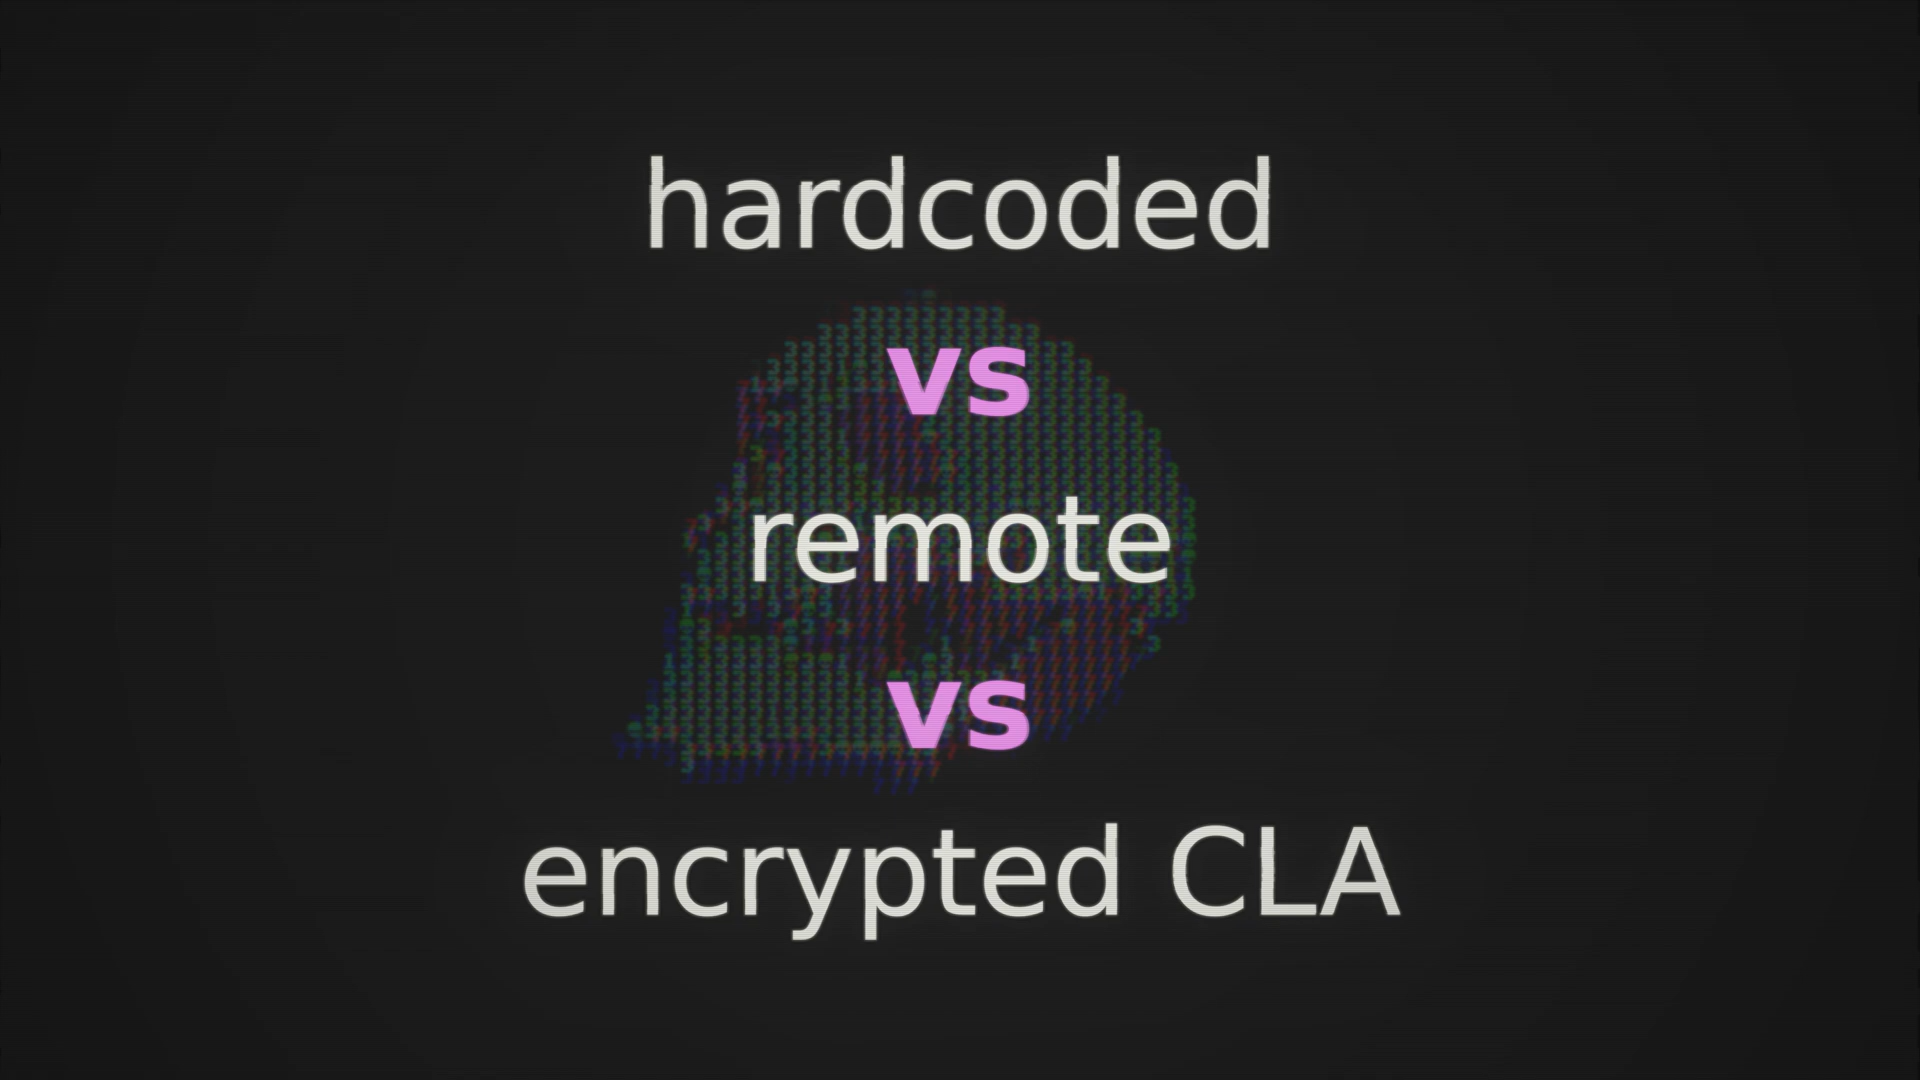 hardcoded
vs
remote
vs
encrypted CLA